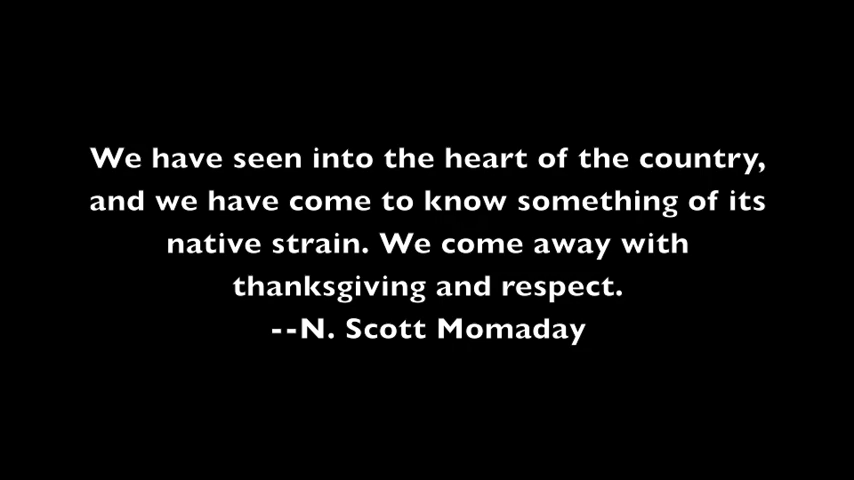 We have seen into the heart of the country,
and we have come to know something of its
native strain. We come away with
thanksgiving and respect.
--N. Scott Momaday